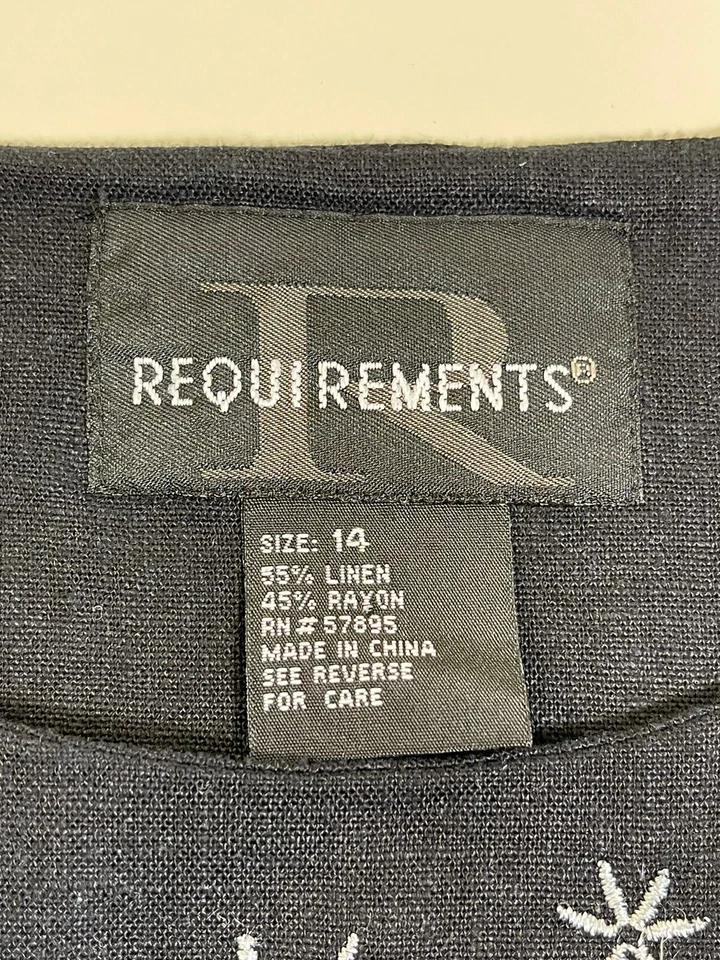 R
REQUIREMENTS®
SIZE: 14
55% LINEN
45% RAYON
RN# 57895
MADE IN CHINA
SEE REVERSE
FOR CARE